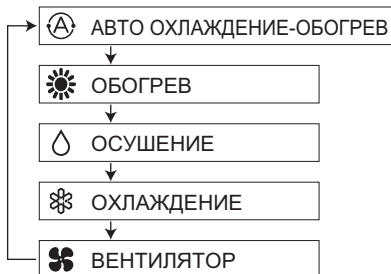 АВТО ОХЛАЖДЕНИЕ-ОБОГРЕВ
ОБОГРЕВ
ОСУШЕНИЕ
ОХЛАЖДЕНИЕ
ВЕНТИЛЯТОР